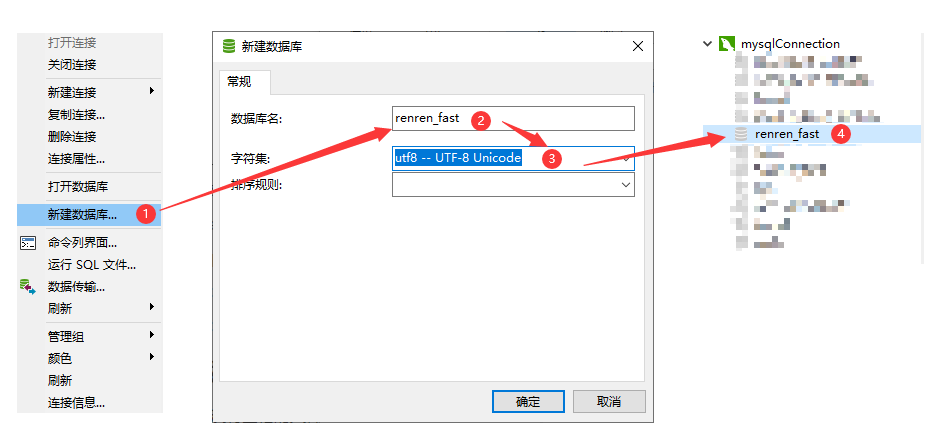 打开连接
关闭连接
新建连接
复制连接...
删除连接
连接属性...
打开数据库
新建数据库...
1
命令列界面...
运行 SQL 文件...
数据传输...
刷新
管理组
颜色
刷新
连接信息...
新建数据库
常规
数据库名:
renren_fast
2
字符集:
utf8 -- UTF-8 Unicode
3
排序规则:
确定
取消
mysqlConnection
renren_fast
4